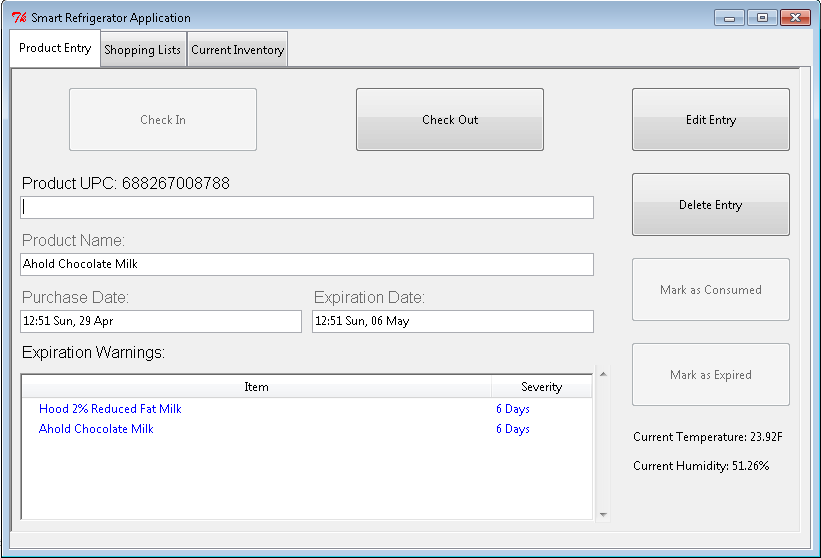 Smart Refrigerator Application
Product Entry Shopping Lists Current Inventory
Check In Check Out Edit Entry
Product UPC: 688267008788
Delete Entry
Product Name:
Ahold Chocolate Milk
Mark as Consumed
Purchase Date: Expiration Date:
12:51 Sun, 29 Apr 12:51 Sun, 06 May
Expiration Warnings:
Mark as Expired
Item Severity
Hood 2% Reduced Fat Milk 6 Days
Ahold Chocolate Milk 6 Days
Current Temperature: 23.92F
Current Humidity: 51.26%